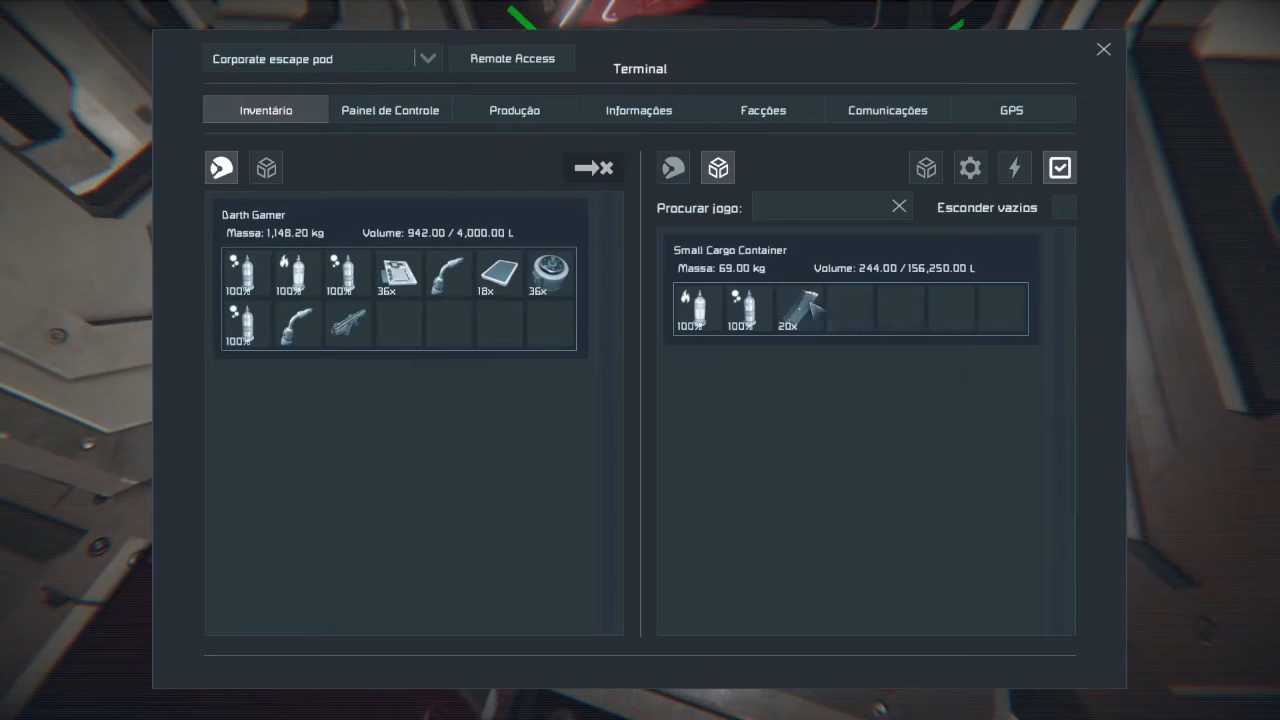 Corporate escape pod
Remote Access
Terminal
Inventário
Painel de Controle
Produção
Informações
Facções
Comunicações
GPS
Darth Gamer
Massa: 1,148.20 kg
Volume: 942.00 / 4,000.00 L
100%
100%
100%
36x
18x
36x
100%
Procurar jogo:
Esconder vazios
Small Cargo Container
Massa: 69.00 kg
Volume: 244.00 / 156,250.00 L
100%
100%
20x